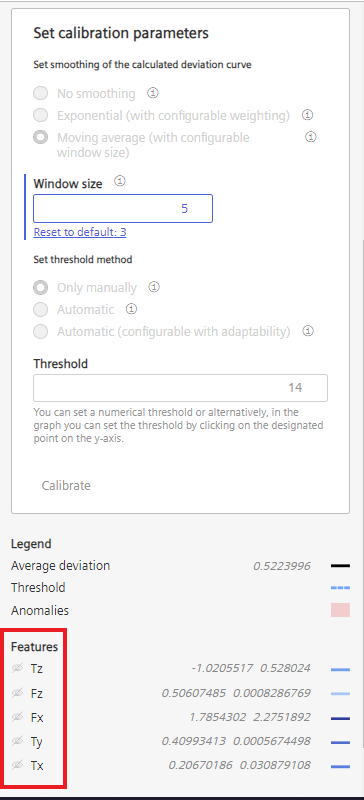 Set calibration parameters
Set smoothing of the calculated deviation curve
No smoothing
Exponential (with configurable weighting)
Moving average (with configurable
window size)
Window size
5
Reset to default: 3
Set threshold method
Only manually
Automatic
Automatic (configurable with adaptability)
Threshold
14
You can set a numerical threshold or alternatively, in the
graph you can set the threshold by clicking on the designated
point on the y-axis.
Calibrate
Legend
Average deviation 0.5223996
Threshold
Anomalies
Features
Tz -1.0205517 0.528024
Fz 0.50607485 0.0008286769
Fx 1.7854302 2.2751892
Ty 0.40993413 0.0005674498
Tx 0.20670186 0.030879108